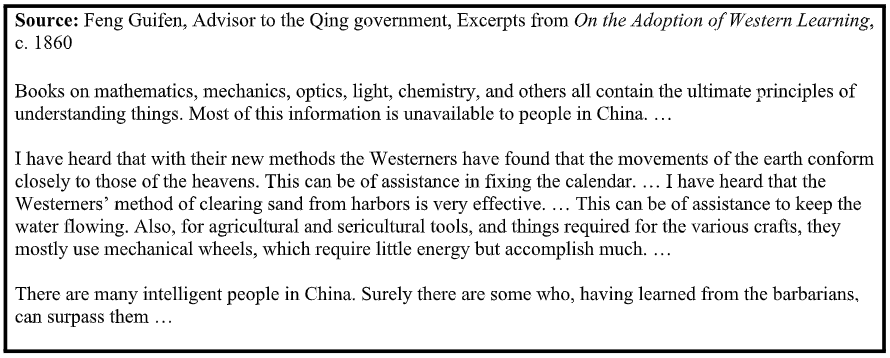 Source: Feng Guifen, Advisor to the Qing government, Excerpts from On the Adoption of Western Learning,
c. 1860
Books on mathematics, mechanics, optics, light, chemistry, and others all contain the ultimate principles of
understanding things. Most of this information is unavailable to people in China. …
I have heard that with their new methods the Westerners have found that the movements of the earth conform
closely to those of the heavens. This can be of assistance in fixing the calendar. … I have heard that the
Westerners’ method of clearing sand from harbors is very effective. … This can be of assistance to keep the
water flowing. Also, for agricultural and sericultural tools, and things required for the various crafts, they
mostly use mechanical wheels, which require little energy but accomplish much. …
There are many intelligent people in China. Surely there are some who, having learned from the barbarians,
can surpass them …